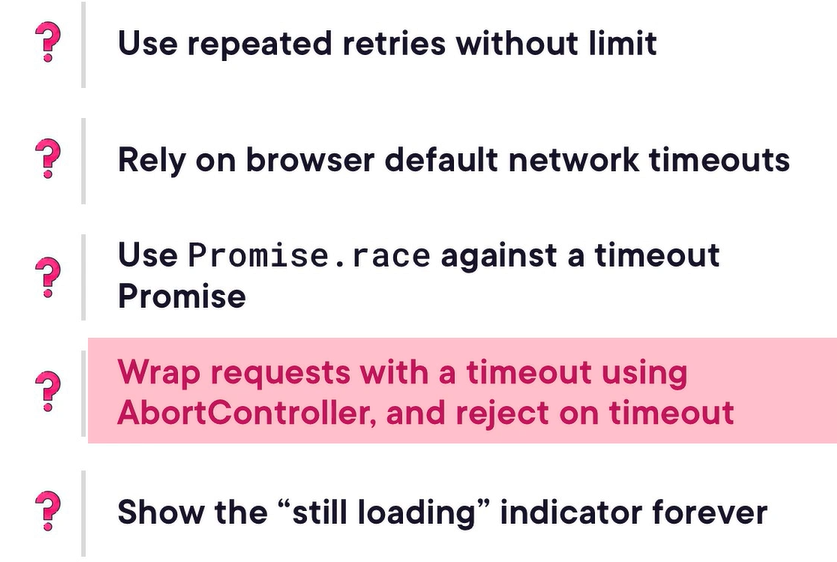 Use repeated retries without limit
Rely on browser default network timeouts
Use Promise.race against a timeout
Promise
Wrap requests with a timeout using
AbortController, and reject on timeout
Show the “still loading” indicator forever